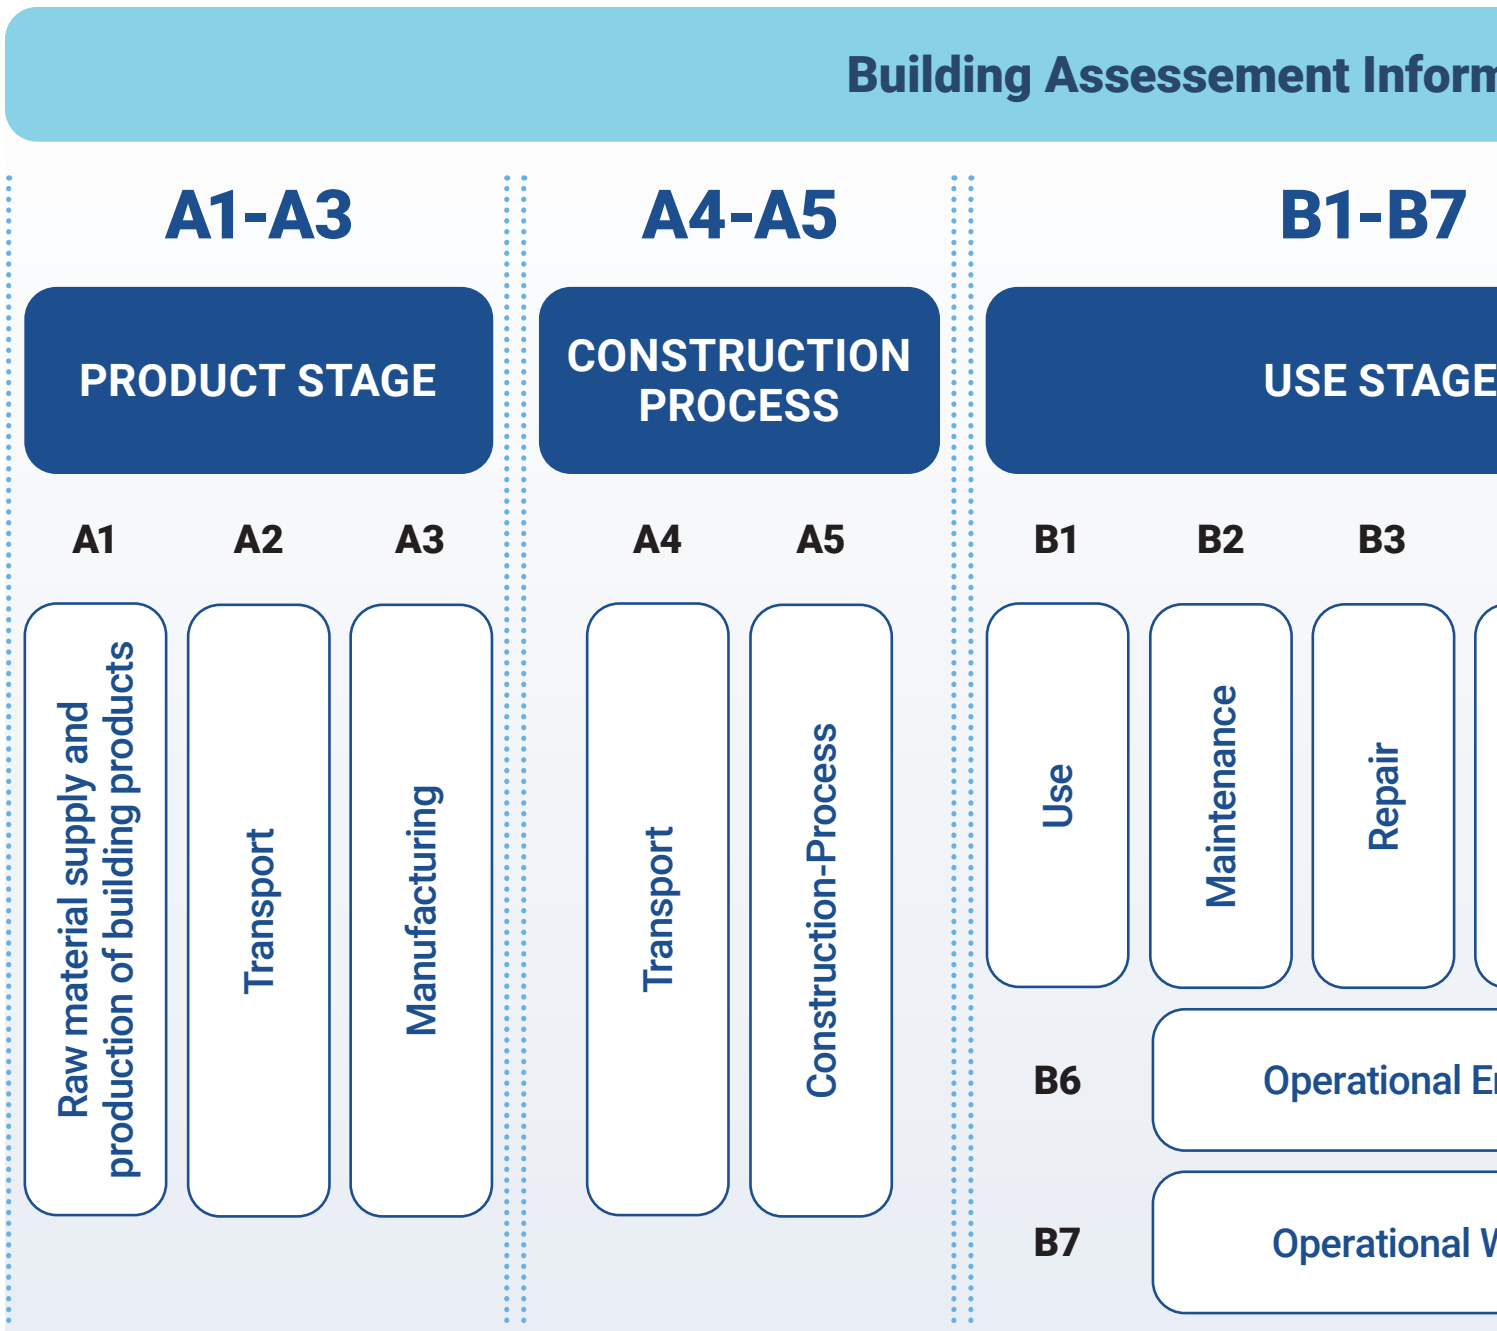 Building Assessement Inform
A1-A3
A4-A5
B1-B7
PRODUCT STAGE
CONSTRUCTION
PROCESS
USE STAGE
A1
A2
A3
A4
A5
B1
B2
B3
Raw material supply and
production of building products
Transport
Manufacturing
Transport
Construction-Process
Use
Maintenance
Repair
B6
Operational En
B7
Operational W